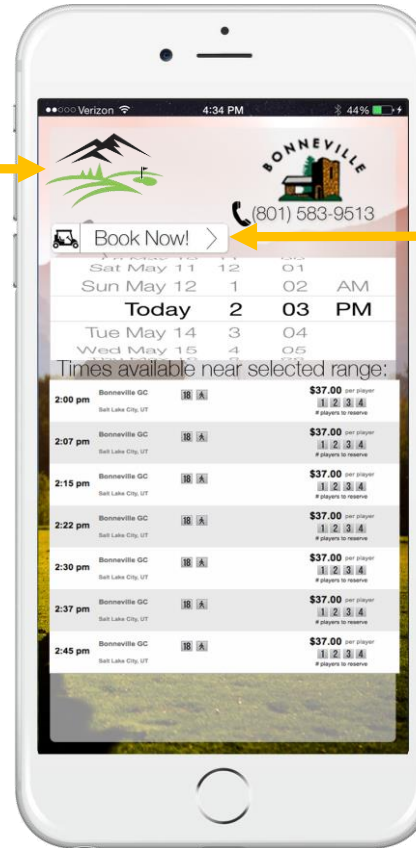 Verizon 4:34 PM 44%
BONNEVILLE
(801) 583-9513
Book Now!
Sat May 11 12 01
Sun May 12 1 02 AM
Today 2 03 PM
Tue May 14 3 04
Wed May 15 4 05
Times available near selected range:
2:00 pm Bonneville GC 18 $37.00 per player
1 2 3 4
Salt Lake City, UT # players to reserve
2:07 pm Bonneville GC 18 $37.00 per player
1 2 3 4
Salt Lake City, UT # players to reserve
2:15 pm Bonneville GC 18 $37.00 per player
1 2 3 4
Salt Lake City, UT # players to reserve
2:22 pm Bonneville GC 18 $37.00 per player
1 2 3 4
Salt Lake City, UT # players to reserve
2:30 pm Bonneville GC 18 $37.00 per player
1 2 3 4
Salt Lake City, UT # players to reserve
2:37 pm Bonneville GC 18 $37.00 per player
1 2 3 4
Salt Lake City, UT # players to reserve
2:45 pm Bonneville GC 18 $37.00 per player
1 2 3 4
Salt Lake City, UT # players to reserve